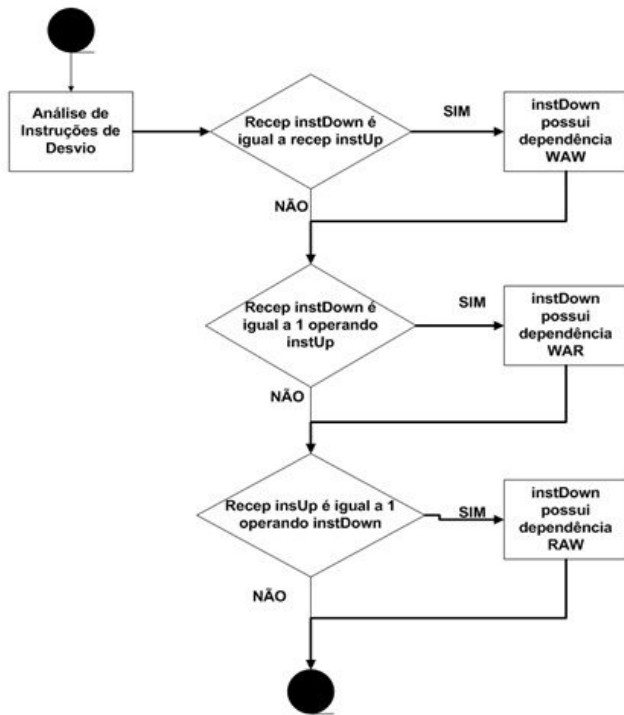 Análise de
Instruções de
Desvio
Recep instDown é
igual a recep instUp
SIM
instDown
possui
dependência
WAW
NÃO
Recep instDown é
igual a 1 operando
instUp
SIM
instDown
possui
dependência
WAR
NÃO
Recep insUp é igual a 1
operando instDown
SIM
instDown
possui
dependência
RAW
NÃO